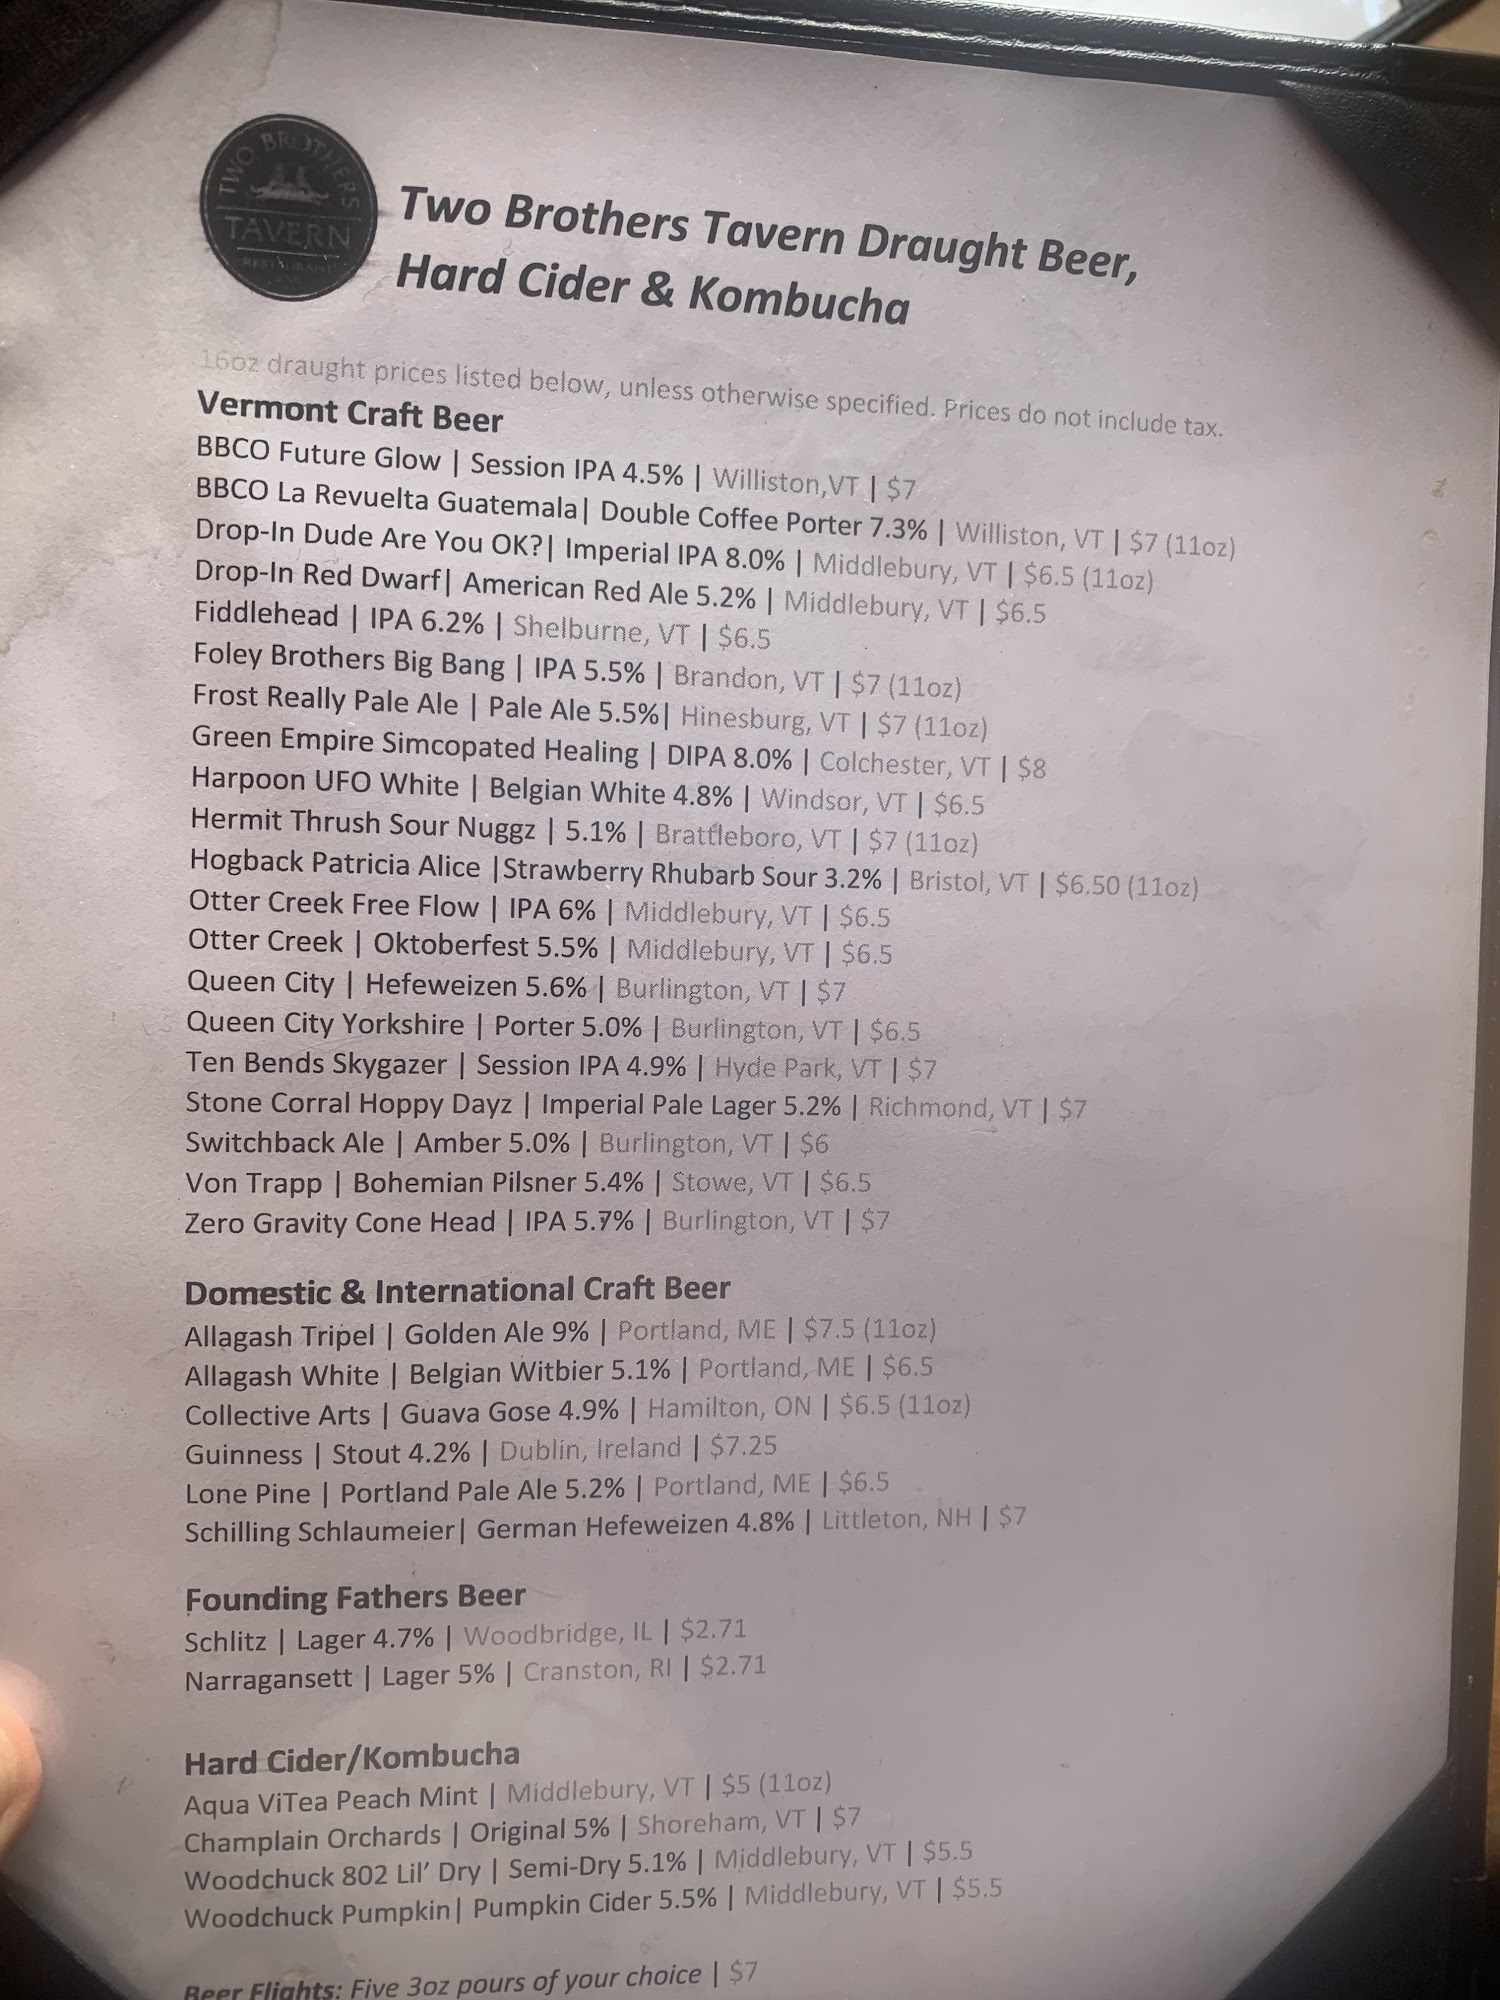 TWO BROTHERS
TAVERN
Two Brothers Tavern Draught Beer,
Hard Cider & Kombucha
16oz draught prices listed below, unless otherwise specified. Prices do not include tax.
Vermont Craft Beer
BBCO Future Glow | Session IPA 4.5% | Williston,VT | $7
BBCO La Revuelta Guatemala| Double Coffee Porter 7.3% | Williston, VT | $7 (11oz)
Drop-In Dude Are You OK?| Imperial IPA 8.0% | Middlebury, VT | $6.5 (11oz)
Drop-In Red Dwarf| American Red Ale 5.2% | Middlebury, VT | $6.5
Fiddlehead | IPA 6.2% | Shelburne, VT | $6.5
Foley Brothers Big Bang | IPA 5.5% | Brandon, VT | $7 (11oz)
Frost Really Pale Ale | Pale Ale 5.5%| Hinesburg, VT | $7 (11oz)
Green Empire Simcopated Healing | DIPA 8.0% | Colchester, VT | $8
Harpoon UFO White | Belgian White 4.8% | Windsor, VT | $6.5
Hermit Thrush Sour Nuggz | 5.1% | Brattleboro, VT | $7 (11oz)
Hogback Patricia Alice |Strawberry Rhubarb Sour 3.2% | Bristol, VT | $6.50 (11oz)
Otter Creek Free Flow | IPA 6% | Middlebury, VT | $6.5
Otter Creek | Oktoberfest 5.5% | Middlebury, VT | $6.5
Queen City | Hefeweizen 5.6% | Burlington, VT | $7
Queen City Yorkshire | Porter 5.0% | Burlington, VT | $6.5
Ten Bends Skygazer | Session IPA 4.9% | Hyde Park, VT | $7
Stone Corral Hoppy Dayz | Imperial Pale Lager 5.2% | Richmond, VT | $7
Switchback Ale | Amber 5.0% | Burlington, VT | $6
Von Trapp | Bohemian Pilsner 5.4% | Stowe, VT | $6.5
Zero Gravity Cone Head | IPA 5.7% | Burlington, VT | $7
Domestic & International Craft Beer
Allagash Tripel | Golden Ale 9% | Portland, ME | $7.5 (11oz)
Allagash White | Belgian Witbier 5.1% | Portland, ME | $6.5
Collective Arts | Guava Gose 4.9% | Hamilton, ON | $6.5 (11oz)
Guinness | Stout 4.2% | Dublin, Ireland | $7.25
Lone Pine | Portland Pale Ale 5.2% | Portland, ME | $6.5
Schilling Schlaumeier| German Hefeweizen 4.8% | Littleton, NH | $7
Founding Fathers Beer
Schlitz | Lager 4.7% | Woodbridge, IL | $2.71
Narragansett | Lager 5% | Cranston, RI | $2.71
Hard Cider/Kombucha
Aqua ViTea Peach Mint | Middlebury, VT | $5 (11oz)
Champlain Orchards | Original 5% | Shoreham, VT | $7
Woodchuck 802 Lil' Dry | Semi-Dry 5.1% | Middlebury, VT | $5.5
Woodchuck Pumpkin| Pumpkin Cider 5.5% | Middlebury, VT | $5.5
Beer Flights: Five 3oz pours of your choice | $7